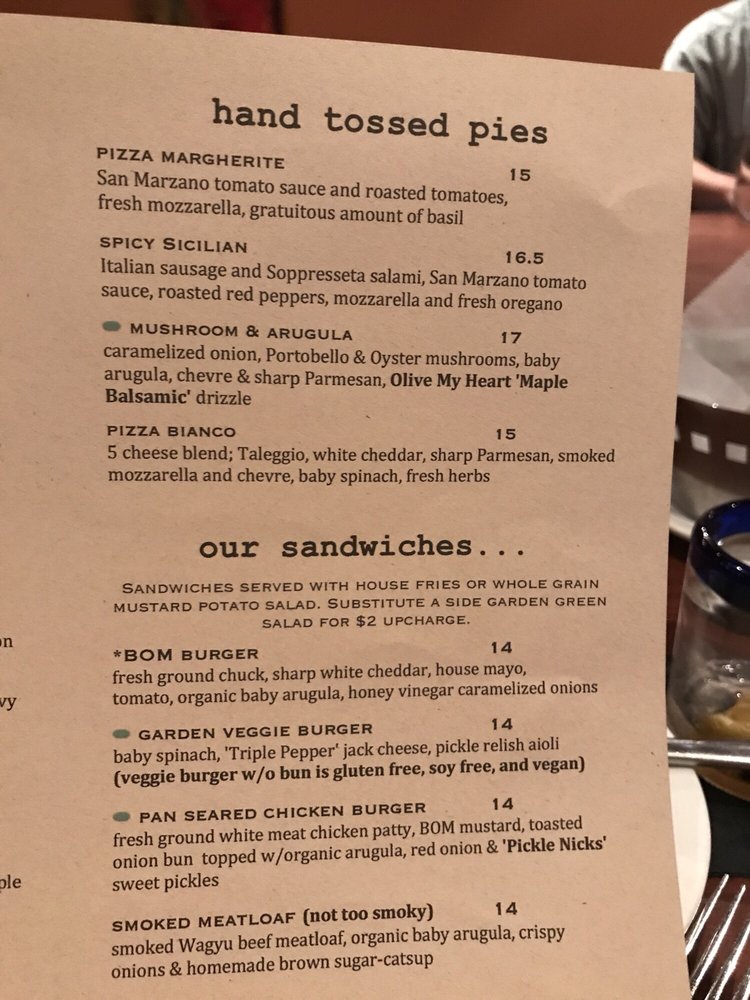 hand tossed pies
PIZZA MARGHERITE 15
San Marzano tomato sauce and roasted tomatoes,
fresh mozzarella, gratuitous amount of basil
SPICY SICILIAN 16.5
Italian sausage and Soppresseta salami, San Marzano tomato
sauce, roasted red peppers, mozzarella and fresh oregano
MUSHROOM & ARUGULA 17
caramelized onion, Portobello & Oyster mushrooms, baby
arugula, chevre & sharp Parmesan, Olive My Heart 'Maple
Balsamic' drizzle
PIZZA BIANCO 15
5 cheese blend; Taleggio, white cheddar, sharp Parmesan, smoked
mozzarella and chevre, baby spinach, fresh herbs
our sandwiches...
SANDWICHES SERVED WITH HOUSE FRIES OR WHOLE GRAIN
MUSTARD POTATO SALAD. SUBSTITUTE A SIDE GARDEN GREEN
SALAD FOR $2 UPCHARGE.
*BOM BURGER 14
fresh ground chuck, sharp white cheddar, house mayo,
tomato, organic baby arugula, honey vinegar caramelized onions
GARDEN VEGGIE BURGER 14
baby spinach, 'Triple Pepper' jack cheese, pickle relish aioli
(veggie burger w/o bun is gluten free, soy free, and vegan)
PAN SEARED CHICKEN BURGER 14
fresh ground white meat chicken patty, BOM mustard, toasted
onion bun topped w/organic arugula, red onion & 'Pickle Nicks'
sweet pickles
SMOKED MEATLOAF (not too smoky) 14
smoked Wagyu beef meatloaf, organic baby arugula, crispy
onions & homemade brown sugar-catsup